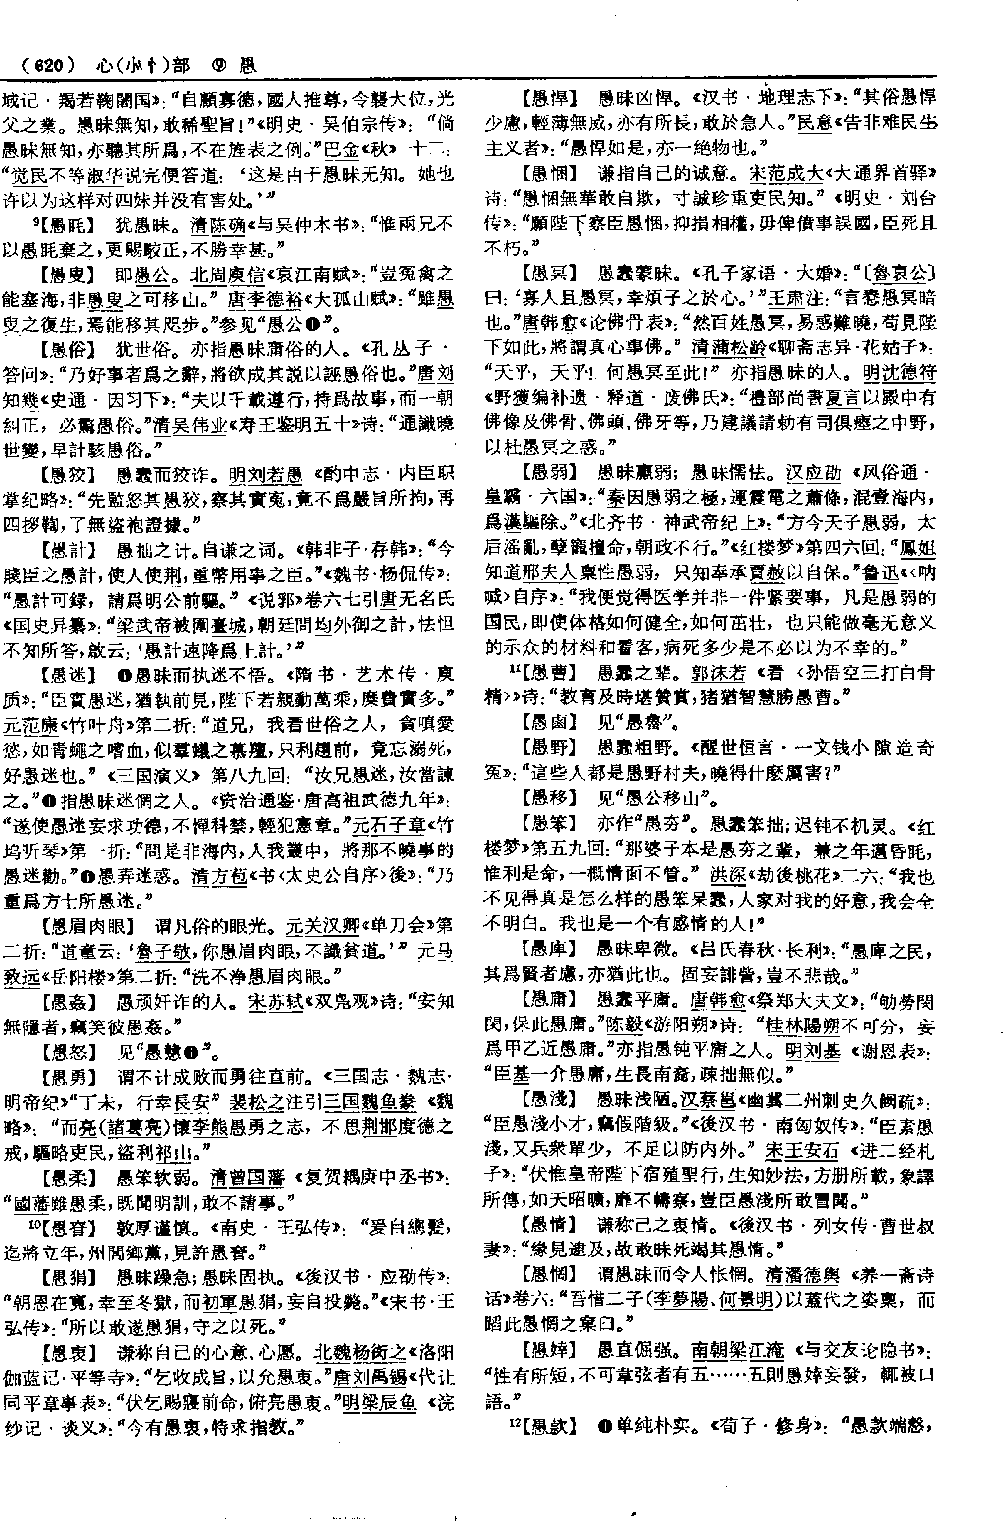 (620) 心(小忄)部 ⑨ 愚
域记·羯若鞠闍国》：“自顧寡德，國人推尊，令襲大位，光
父之業。愚昧無知，敢稀聖旨！”《明史·吴伯宗传》：“倘
愚昧無知，亦聽其所爲，不在旌表之例。”巴金《秋》十二：
“觉民不等淑华说完便答道：‘这是由于愚昧无知。她也
许以为这样对四妹并没有害处。’”
⁹【愚眊】 犹愚昧。清陈确《与吴仲木书》：“惟兩兄不
以愚眊棄之，更賜駮正，不勝幸甚。”
【愚叟】 即愚公。北周庾信《哀江南赋》：“豈冤禽之
能塞海，非愚叟之可移山。”唐李德裕《大孤山赋》：“雖愚
叟之復生，焉能移其咫步。”参见“愚公❶”。
【愚俗】 犹世俗。亦指愚昧庸俗的人。《孔丛子·
答问》：“乃好事者爲之辭，將欲成其説以誣愚俗也。”唐刘
知幾《史通·因习下》：“夫以千載遵行，持爲故事，而一朝
糾正，必驚愚俗。”清吴伟业《寿王鉴明五十》诗：“通識曉
世變，早計駭愚俗。”
【愚狡】 愚蠢而狡诈。明刘若愚《酌中志·内臣职
掌纪略》：“先監恕其愚狡，察其實寃，竟不爲嚴旨所拘，再
四拶鞫，了無盜袍證據。”
【愚計】 愚拙之计。自谦之词。《韩非子·存韩》：“今
賤臣之愚計，使人使荆，重幣用事之臣。”《魏书·杨侃传》：
“愚計可録，請爲明公前驅。”《说郛》卷六七引唐无名氏
《国史异纂》：“梁武帝被圍臺城，朝廷問均外御之計，怯怛
不知所答，啟云：‘愚計速降爲上計。’”
【愚迷】 ❶愚昧而执迷不悟。《隋书·艺术传·庾
质》：“臣實愚迷，猶執前見，陛下若親動萬乘，糜費實多。”
元范康《竹叶舟》第二折：“道兄，我看世俗之人，貪嗔愛
慾，如青蠅之嗜血，似羣蟻之慕羶，只利趲前，竟忘溺死，
好愚迷也。”《三国演义》第八九回：“汝兄愚迷，汝當諫
之。”❶指愚昧迷惘之人。《资治通鉴·唐高祖武德九年》：
“遂使愚迷妄求功德，不憚科禁，輕犯憲章。”元石子章《竹
坞听琴》第一折：“問是非海内，人我叢中，將那不曉事的
愚迷勸。”❶愚弄迷惑。清方苞《书〈太史公自序〉後》：“乃
重爲方士所愚迷。”
【愚眉肉眼】 谓凡俗的眼光。元关汉卿《单刀会》第
二折：“道童云：‘魯子敬，你愚眉肉眼，不識貧道。’”元马
致远《岳阳楼》第二折：“洗不净愚眉肉眼。”
【愚姦】 愚顽奸诈的人。宋苏轼《双凫观》诗：“安知
無隱者，竊笑彼愚姦。”
【愚怒】 见“愚戆❶”。
【愚勇】 谓不计成败而勇往直前。《三国志·魏志·
明帝纪》“丁未，行幸長安”裴松之注引三国魏鱼豢《魏
略》：“而亮(諸葛亮)懷李熊愚勇之志，不思荆邯度德之
戒，驅略吏民，盜利祁山。”
【愚柔】 愚笨软弱。清曾国藩《复贺耦庚中丞书》：
“國藩雖愚柔，既聞明訓，敢不請事。”
¹⁰【愚窅】 敦厚谨慎。《南史·王弘传》：“爰自總髮，
迄將立年，州閭鄉黨，見許愚窅。”
【愚狷】 愚昧躁急；愚昧固执。《後汉书·应劭传》：
“朝恩在寬，幸至冬獄，而初軍愚狷，妄自投斃。”《宋书·王
弘传》：“所以敢遂愚狷，守之以死。”
【愚衷】 谦称自己的心意、心愿。北魏杨衒之《洛阳
伽蓝记·平等寺》：“乞收成旨，以允愚衷。”唐刘禹锡《代让
同平章事表》：“伏乞賜寢前命，俯亮愚衷。”明梁辰鱼《浣
纱记·谈义》：“今有愚衷，特求指教。”
【愚悍】 愚昧凶悍。《汉书·地理志下》：“其俗愚悍
少慮，輕薄無威，亦有所長，敢於急人。”民意《告非难民生
主义者》：“愚悍如是，亦一绝物也。”
【愚悃】 谦指自己的诚意。宋范成大《大通界首驿》
诗：“愚悃無華敢自欺，寸誠珍重吏民知。”《明史·刘台
传》：“願陛下察臣愚悃，抑損相權，毋俾僨事誤國，臣死且
不朽。”
【愚冥】 愚蠢蒙昧。《孔子家语·大婚》：“〔魯哀公〕
曰：‘寡人且愚冥，幸煩子之於心。’”王肃注：“言惷愚冥暗
也。”唐韩愈《论佛骨表》：“然百姓愚冥，易惑難曉，苟見陛
下如此，將謂真心事佛。”清蒲松龄《聊斋志异·花姑子》：
“天乎，天乎！何愚冥至此！”亦指愚昧的人。明沈德符
《野獲编补遗·释道·废佛氏》：“禮部尚書夏言以殿中有
佛像及佛骨、佛頭、佛牙等，乃建議請敕有司俱瘞之中野，
以杜愚冥之惑。”
【愚弱】 愚昧羸弱；愚昧懦怯。汉应劭《风俗通·
皇霸·六国》：“秦因愚弱之極，運震電之蕭條，混壹海内，
爲漢驅除。”《北齐书·神武帝纪上》：“方今天子愚弱，太
后淫亂，孽寵擅命，朝政不行。”《红楼梦》第四六回：“鳳姐
知道邢夫人稟性愚弱，只知奉承賈赦以自保。”鲁迅《〈呐
喊〉自序》：“我便觉得医学并非一件紧要事，凡是愚弱的
国民，即使体格如何健全，如何茁壮，也只能做毫无意义
的示众的材料和看客，病死多少是不必以为不幸的。”
¹¹【愚曹】 愚蠢之辈。郭沫若《看〈孙悟空三打白骨
精〉》诗：“教育及時堪贊賞，猪猶智慧勝愚曹。”
【愚鹵】 见“愚魯”。
【愚野】 愚蠢粗野。《醒世恒言·一文钱小隙造奇
冤》：“這些人都是愚野村夫，曉得什麽厲害？”
【愚移】 见“愚公移山”。
【愚笨】 亦作“愚夯”。愚蠢笨拙；迟钝不机灵。《红
楼梦》第五九回：“那婆子本是愚夯之輩，兼之年邁昏眊，
惟利是命，一概情面不管。”洪深《劫後桃花》二六：“我也
不见得真是怎么样的愚笨呆蠢，人家对我的好意，我会全
不明白。我也是一个有感情的人！”
【愚庳】 愚昧卑微。《吕氏春秋·长利》：“愚庳之民，
其爲賢者慮，亦猶此也。固妄誹訾，豈不悲哉。”
【愚庸】 愚蠢平庸。唐韩愈《祭郑大夫文》：“劬勞閔
閔，保此愚庸。”陈毅《游阳朔》诗：“桂林陽朔不可分，妄
爲甲乙近愚庸。”亦指愚钝平庸之人。明刘基《谢恩表》：
“臣基一介愚庸，生長南裔，疎拙無似。”
【愚淺】 愚昧浅陋。汉蔡邕《幽冀二州刺史久阙疏》：
“臣愚淺小才，竊假階級。”《後汉书·南匈奴传》：“臣素愚
淺，又兵衆單少，不足以防内外。”宋王安石《进二经札
子》：“伏惟皇帝陛下宿殖聖行，生知妙法，方册所載，象譯
所傳，如天昭曠，靡不幬察，豈臣愚淺所敢冒聞。”
【愚情】 谦称己之衷情。《後汉书·列女传·曹世叔
妻》：“緣見逮及，故敢昧死竭其愚情。”
【愚惘】 谓愚昧而令人怅惘。清潘德舆《养一斋诗
话》卷六：“吾惜二子(李夢陽、何景明)以蓋代之姿稟，而
蹈此愚惘之窠臼。”
【愚婞】 愚直倔强。南朝梁江淹《与交友论隐书》：
“性有所短，不可韋弦者有五……五則愚婞妄發，輒被口
語。”
¹²【愚款】 ❶单纯朴实。《荀子·修身》：“愚款端愨，